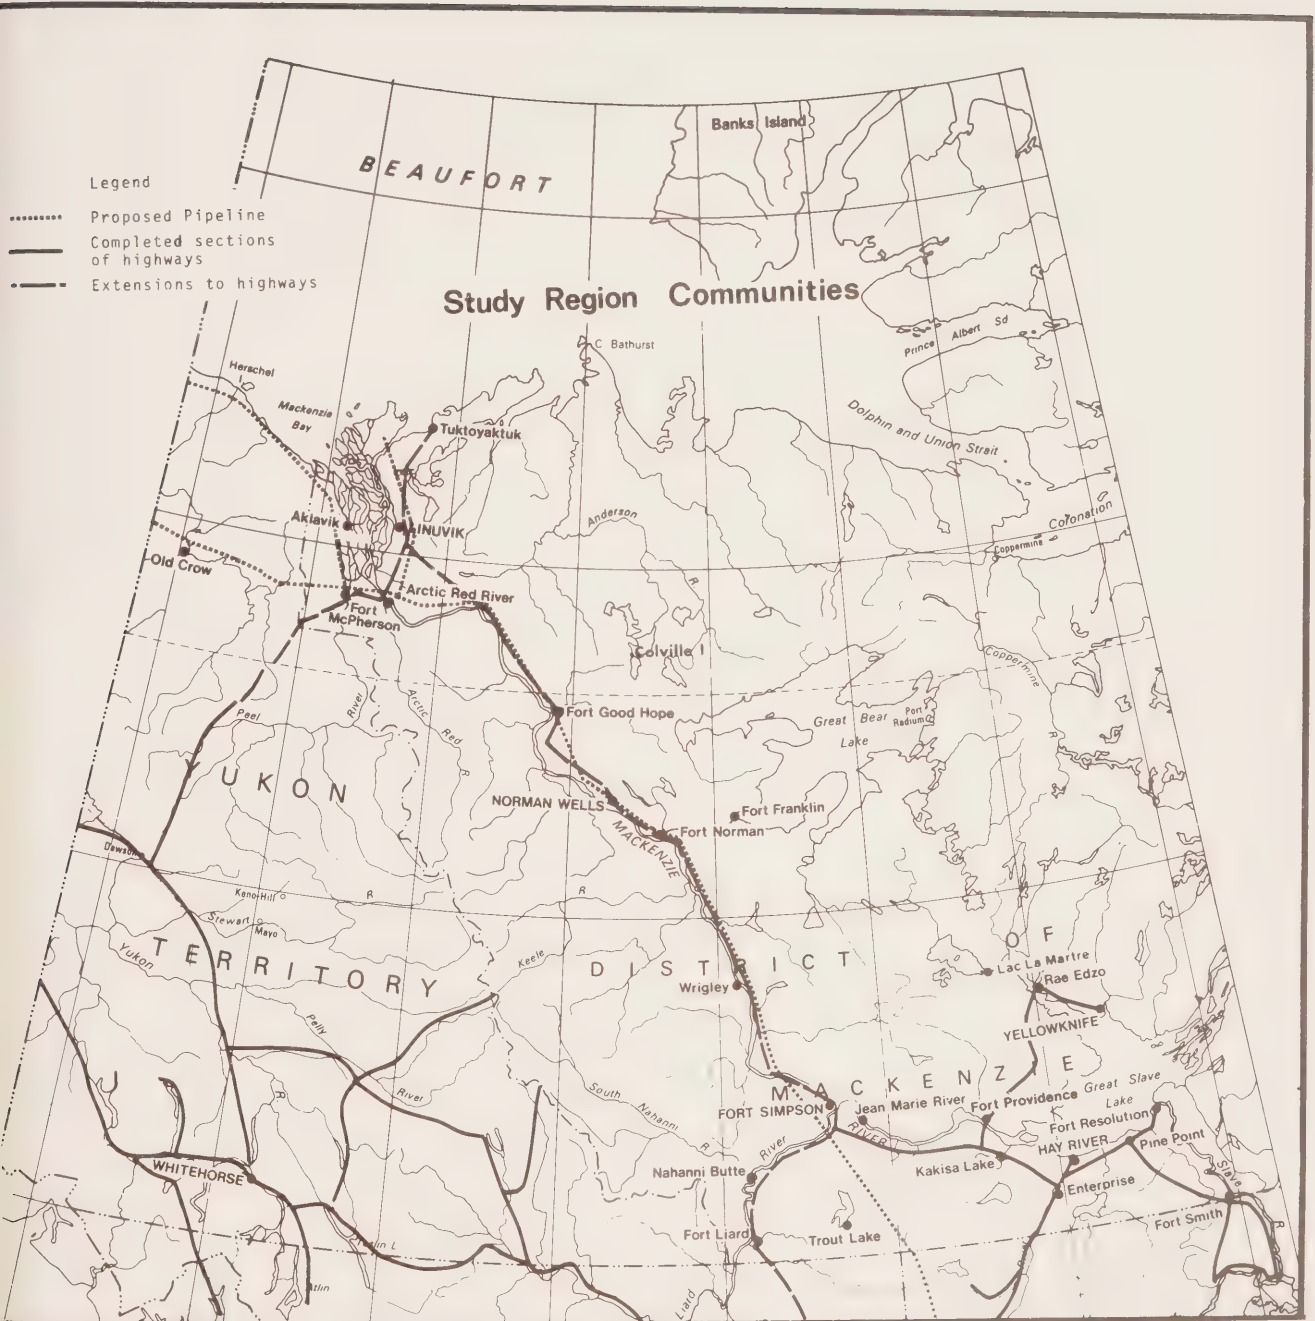 Banks Island
BEAUFORT
Legend
Proposed Pipeline
Completed sections
of highways
Extensions to highways
Study Region Communities
Prince Albert Sd
C Bathurst
Herschel
Mackenzie
Bay
Tuktoyaktuk
Dolphin and Union Strait
Aklavik
INUVIK
Anderson
R
Coronation
Coppermine
Old Crow
Arctic Red River
Fort
McPherson
Colville l
Coppermine
R
Peel
River
Arctic Red
R
Fort Good Hope
Great Bear
Lake
Port
Radium
YUKON
NORMAN WELLS
Fort Franklin
Fort Norman
MACKENZIE
Dawson
Keno Hill
R
R
Stewart
Mayo
Yukon
TERRITORY
Keele
DISTRICT
OF
Lac La Martre
Rae Edzo
Wrigley
YELLOWKNIFE
Pelly
River
R
South Nahanni
R
MACKENZIE
FORT SIMPSON
Jean Marie River
Fort Providence
Great Slave
Lake
Fort Resolution
RIVER
River
HAY RIVER
Pine Point
Kakisa Lake
Nahanni Butte
WHITEHORSE
Enterprise
Slave
R
Fort Smith
Fort Liard
Trout Lake
Teslin L
Atlin
Liard